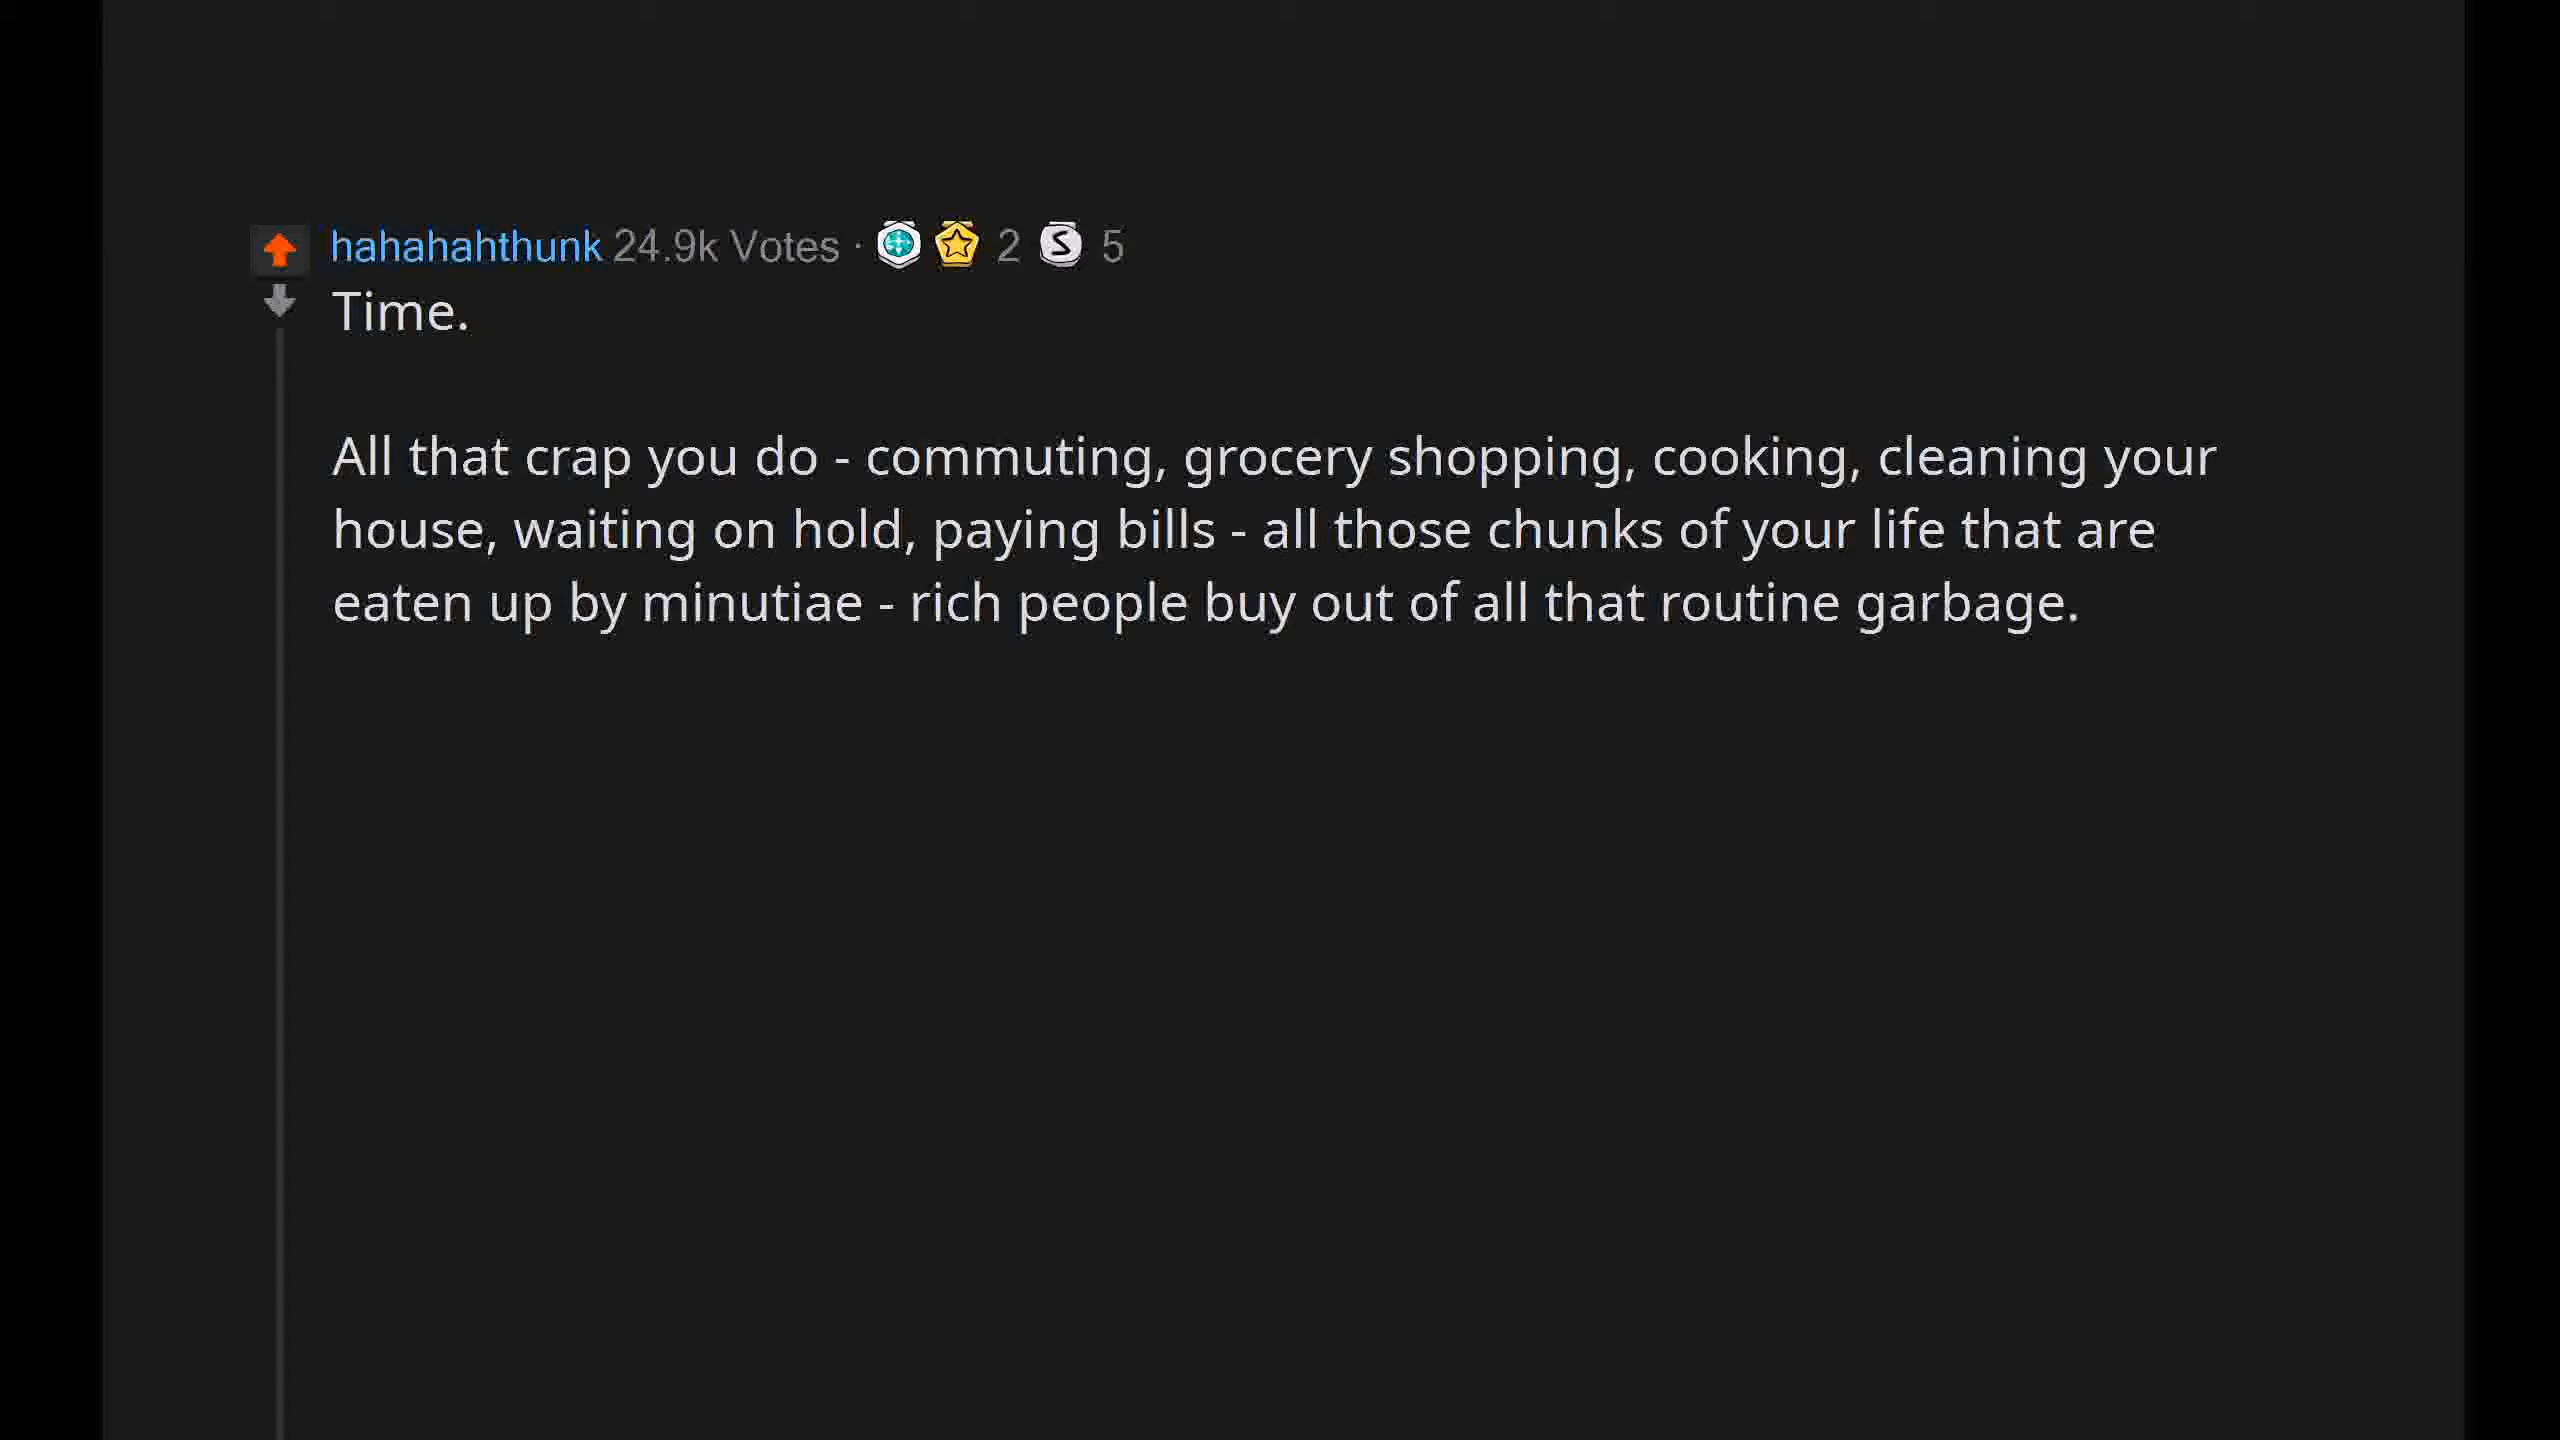 hahahahthunk 24.9k Votes · 2 S 5
Time.
All that crap you do - commuting, grocery shopping, cooking, cleaning your
house, waiting on hold, paying bills - all those chunks of your life that are
eaten up by minutiae - rich people buy out of all that routine garbage.